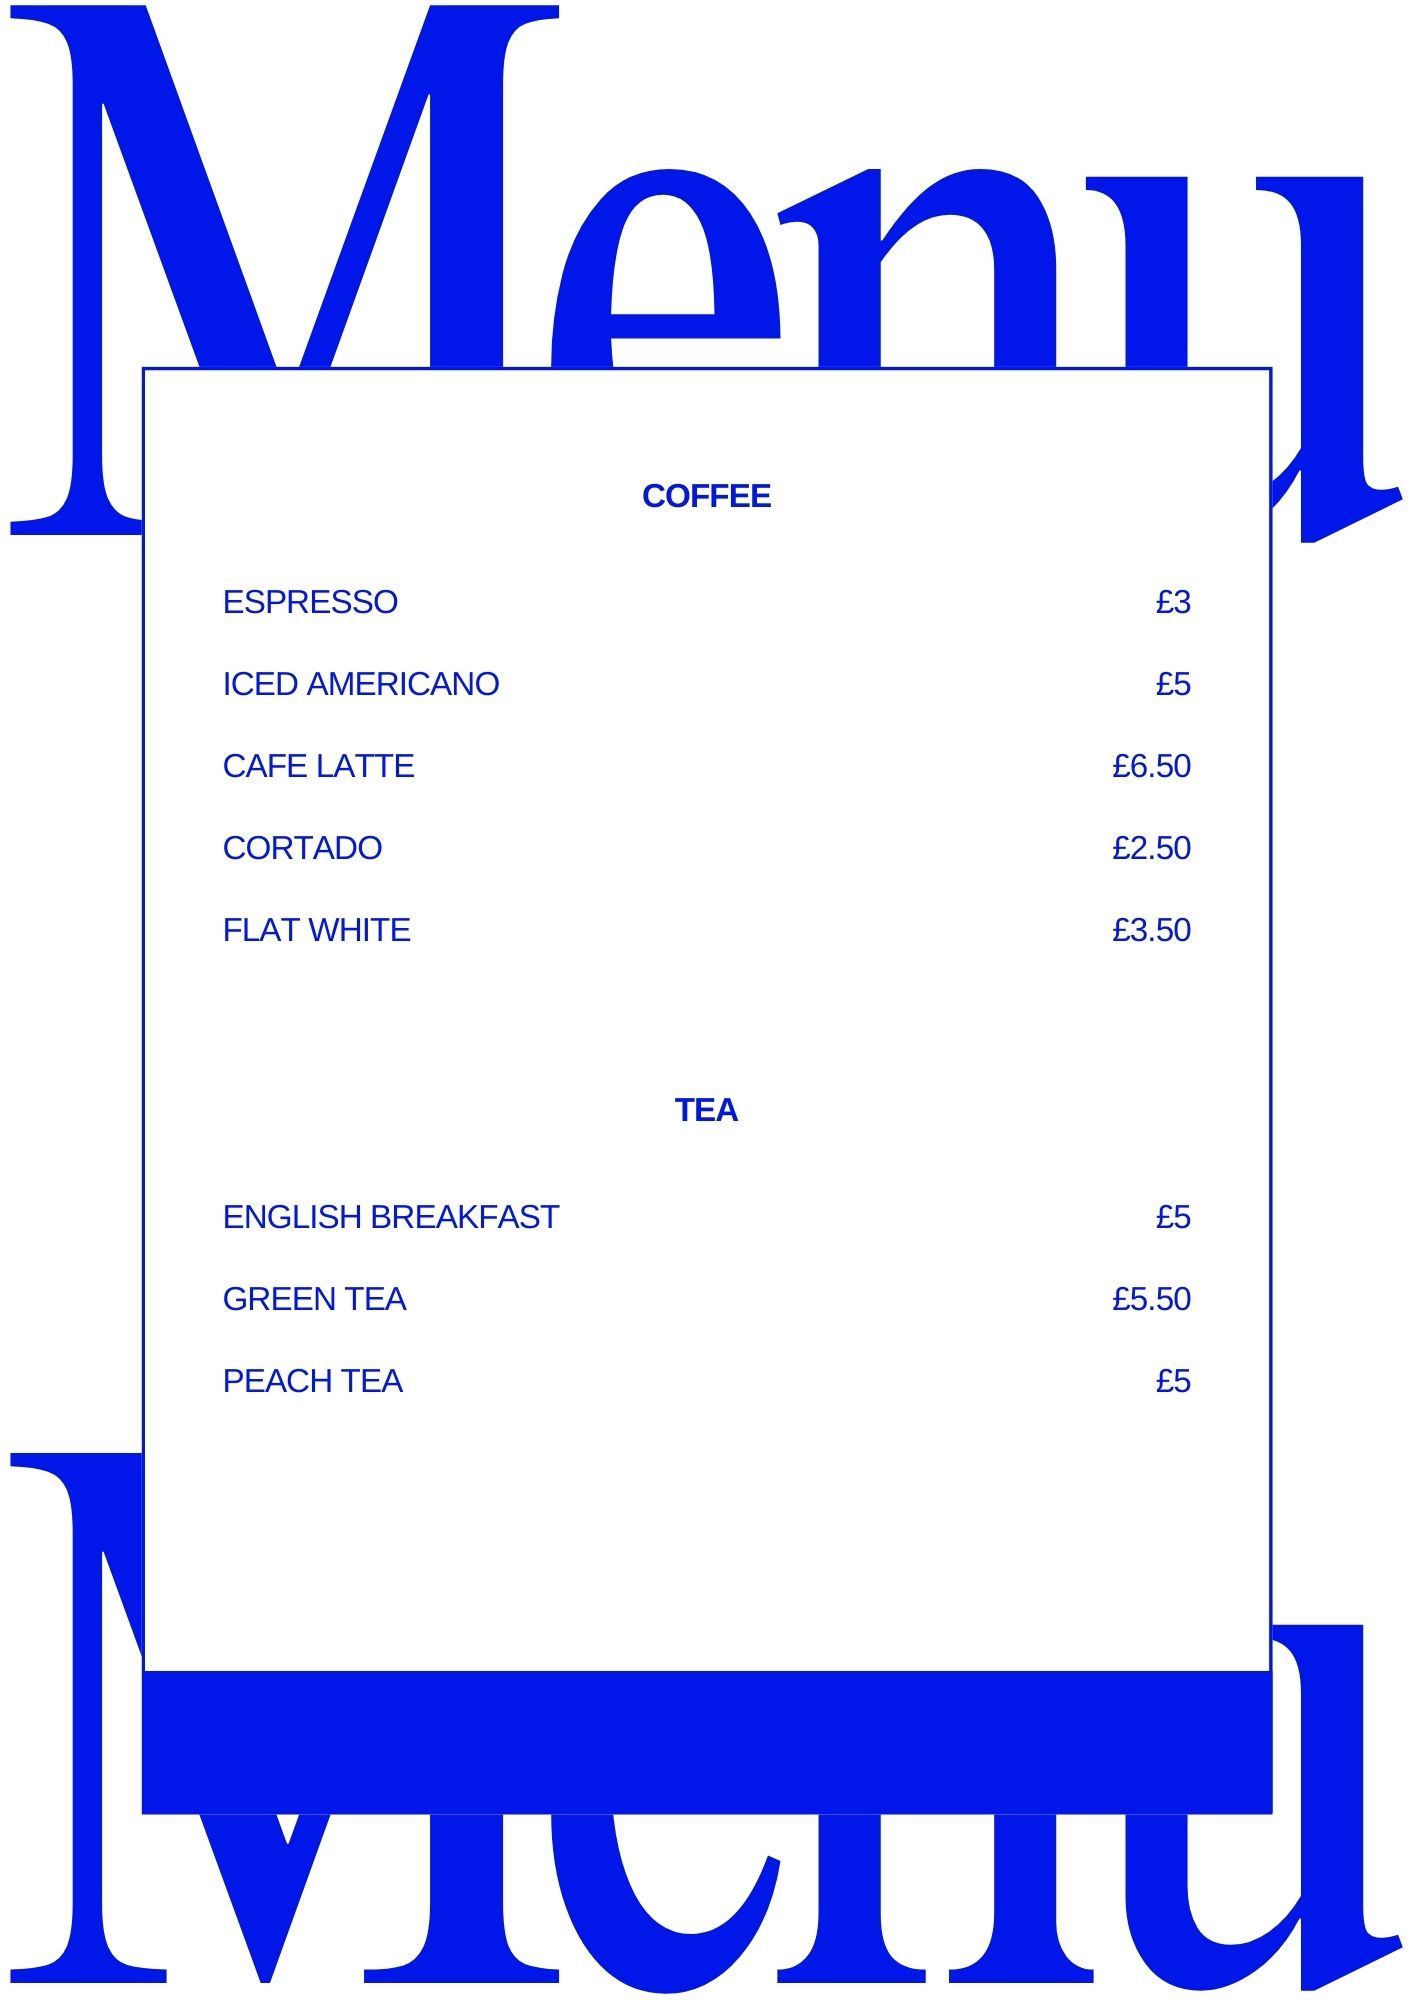 Menu
COFFEE
ESPRESSO £3
ICED AMERICANO £5
CAFE LATTE £6.50
CORTADO £2.50
FLAT WHITE £3.50
TEA
ENGLISH BREAKFAST £5
GREEN TEA £5.50
PEACH TEA £5
Menu